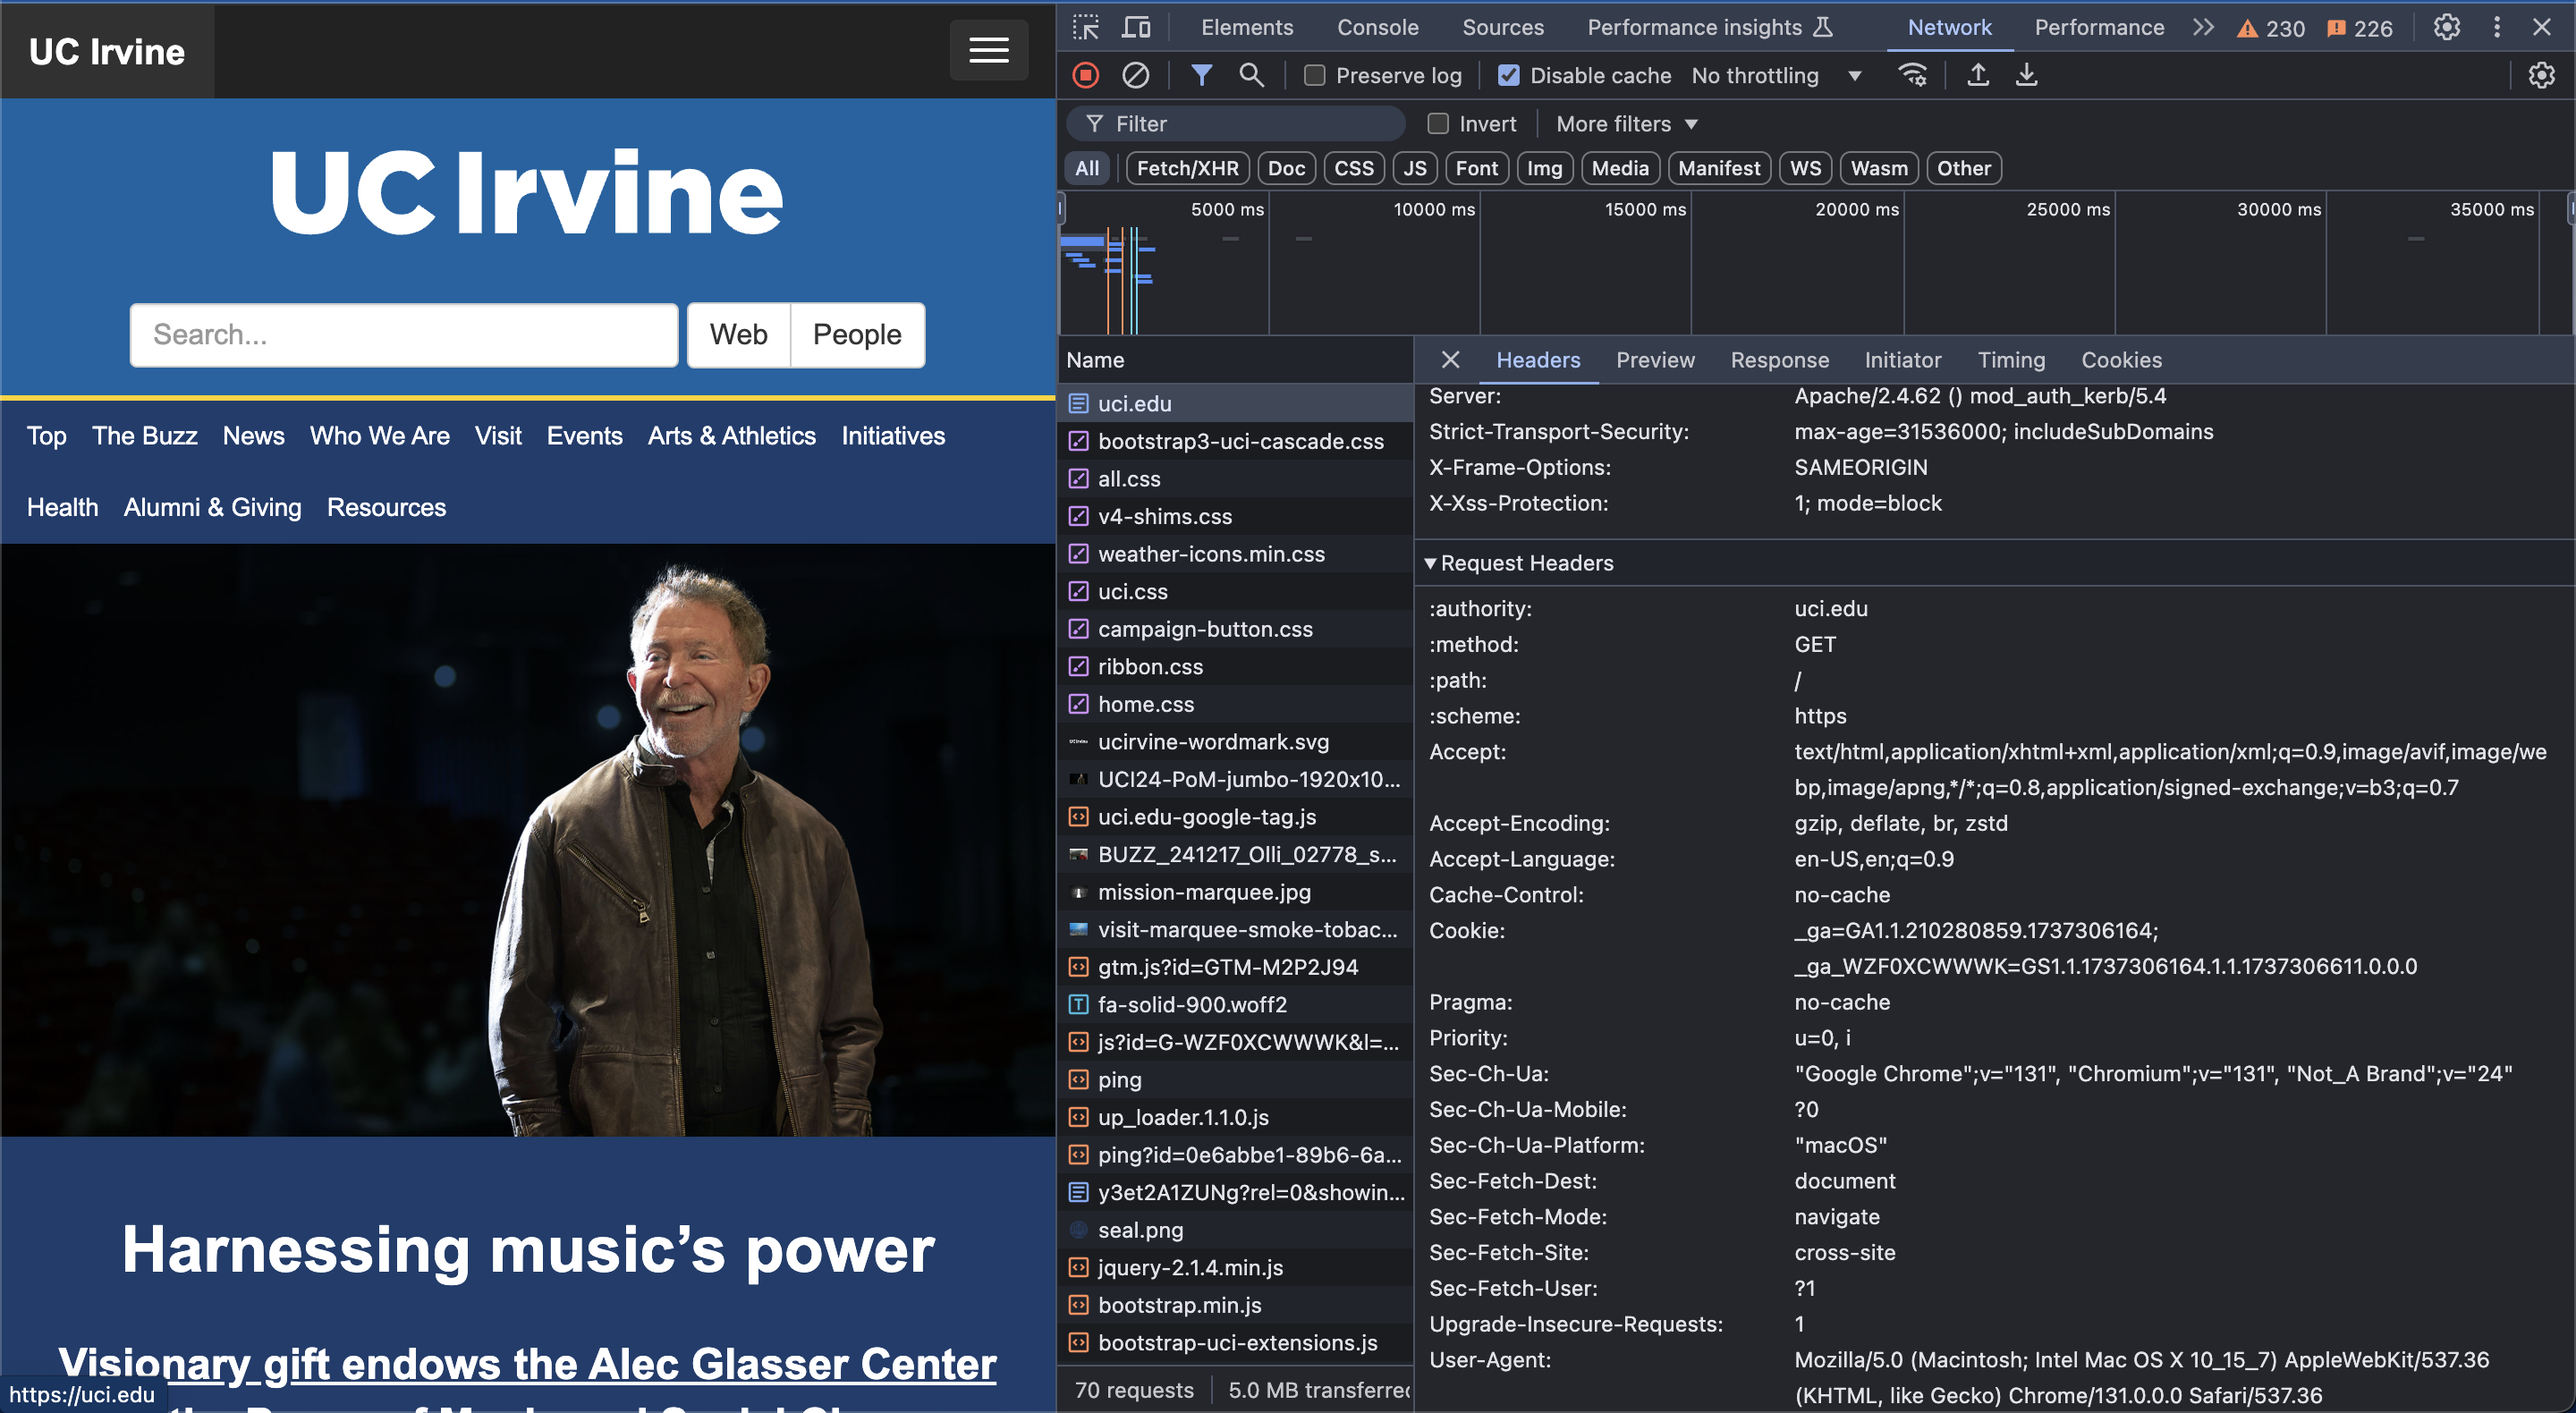 UC Irvine
UC Irvine
Search...
Web
People
Top The Buzz News Who We Are Visit Events Arts & Athletics Initiatives
Health Alumni & Giving Resources
Harnessing music’s power
Visionary gift endows the Alec Glasser Center
https://uci.edu
Elements Console Sources Performance insights Network Performance 230 226
Preserve log Disable cache No throttling
Filter Invert More filters
All Fetch/XHR Doc CSS JS Font Img Media Manifest WS Wasm Other
5000 ms 10000 ms 15000 ms 20000 ms 25000 ms 30000 ms 35000 ms
Name
uci.edu
bootstrap3-uci-cascade.css
all.css
v4-shims.css
weather-icons.min.css
uci.css
campaign-button.css
ribbon.css
home.css
ucirvine-wordmark.svg
UCI24-PoM-jumbo-1920x10...
uci.edu-google-tag.js
BUZZ_241217_Olli_02778_s...
mission-marquee.jpg
visit-marquee-smoke-tobac...
gtm.js?id=GTM-M2P2J94
fa-solid-900.woff2
js?id=G-WZF0XCWWWK&l=...
ping
up_loader.1.1.0.js
ping?id=0e6abbe1-89b6-6a...
y3et2A1ZUNg?rel=0&showin...
seal.png
jquery-2.1.4.min.js
bootstrap.min.js
bootstrap-uci-extensions.js
70 requests 5.0 MB transferred
Headers Preview Response Initiator Timing Cookies
Server: Apache/2.4.62 () mod_auth_kerb/5.4
Strict-Transport-Security: max-age=31536000; includeSubDomains
X-Frame-Options: SAMEORIGIN
X-Xss-Protection: 1; mode=block
Request Headers
:authority: uci.edu
:method: GET
:path: /
:scheme: https
Accept: text/html,application/xhtml+xml,application/xml;q=0.9,image/avif,image/we
bp,image/apng,*/*;q=0.8,application/signed-exchange;v=b3;q=0.7
Accept-Encoding: gzip, deflate, br, zstd
Accept-Language: en-US,en;q=0.9
Cache-Control: no-cache
Cookie: _ga=GA1.1.210280859.1737306164;
_ga_WZF0XCWWWK=GS1.1.1737306164.1.1.1737306611.0.0.0
Pragma: no-cache
Priority: u=0, i
Sec-Ch-Ua: "Google Chrome";v="131", "Chromium";v="131", "Not_A Brand";v="24"
Sec-Ch-Ua-Mobile: ?0
Sec-Ch-Ua-Platform: "macOS"
Sec-Fetch-Dest: document
Sec-Fetch-Mode: navigate
Sec-Fetch-Site: cross-site
Sec-Fetch-User: ?1
Upgrade-Insecure-Requests: 1
User-Agent: Mozilla/5.0 (Macintosh; Intel Mac OS X 10_15_7) AppleWebKit/537.36
(KHTML, like Gecko) Chrome/131.0.0.0 Safari/537.36